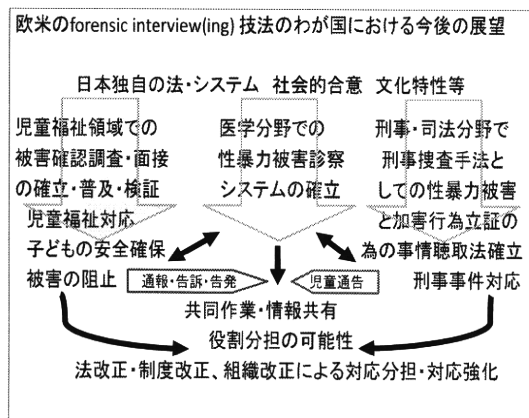 欧米のforensic interview(ing) 技法のわが国における今後の展望
日本独自の法・システム 社会的合意 文化特性等
児童福祉領域での
被害確認調査・面接
の確立・普及・検証
児童福祉対応
子どもの安全確保
被害の阻止
医学分野での
性暴力被害診察
システムの確立
刑事・司法分野で
刑事捜査手法と
しての性暴力被害
と加害行為立証の
為の事情聴取法確立
刑事事件対応
通報・告訴・告発
児童通告
共同作業・情報共有
役割分担の可能性
法改正・制度改正、組織改正による対応分担・対応強化